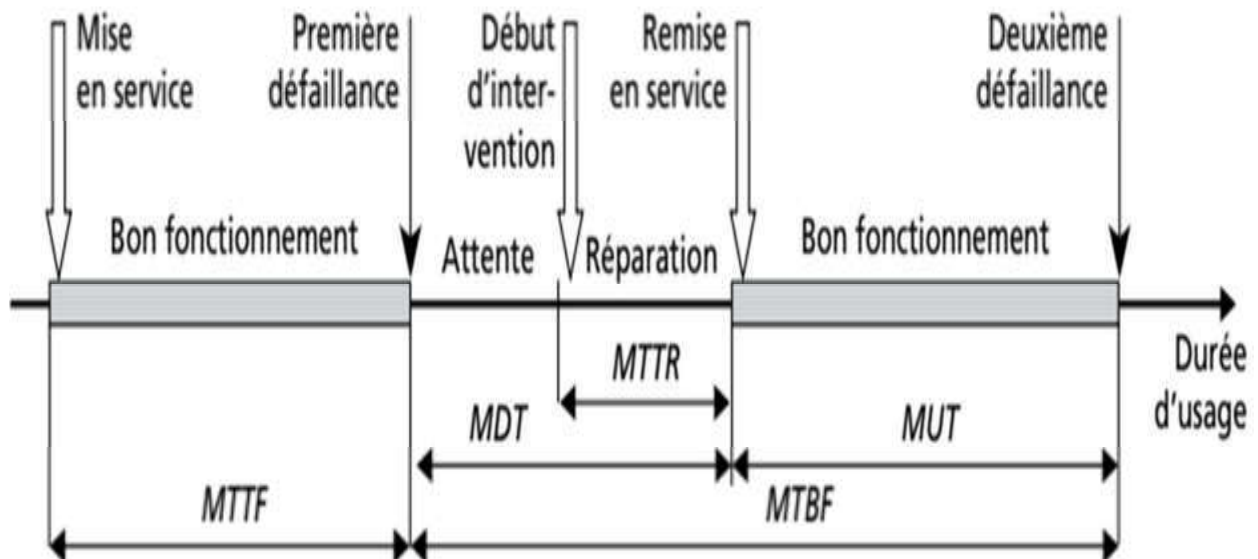 Mise
en service
Première
défaillance
Début
d'inter-
vention
Remise
en service
Deuxième
défaillance
Bon fonctionnement
Attente
Réparation
Bon fonctionnement
Durée
d'usage
MTTR
MDT
MUT
MTTF
MTBF